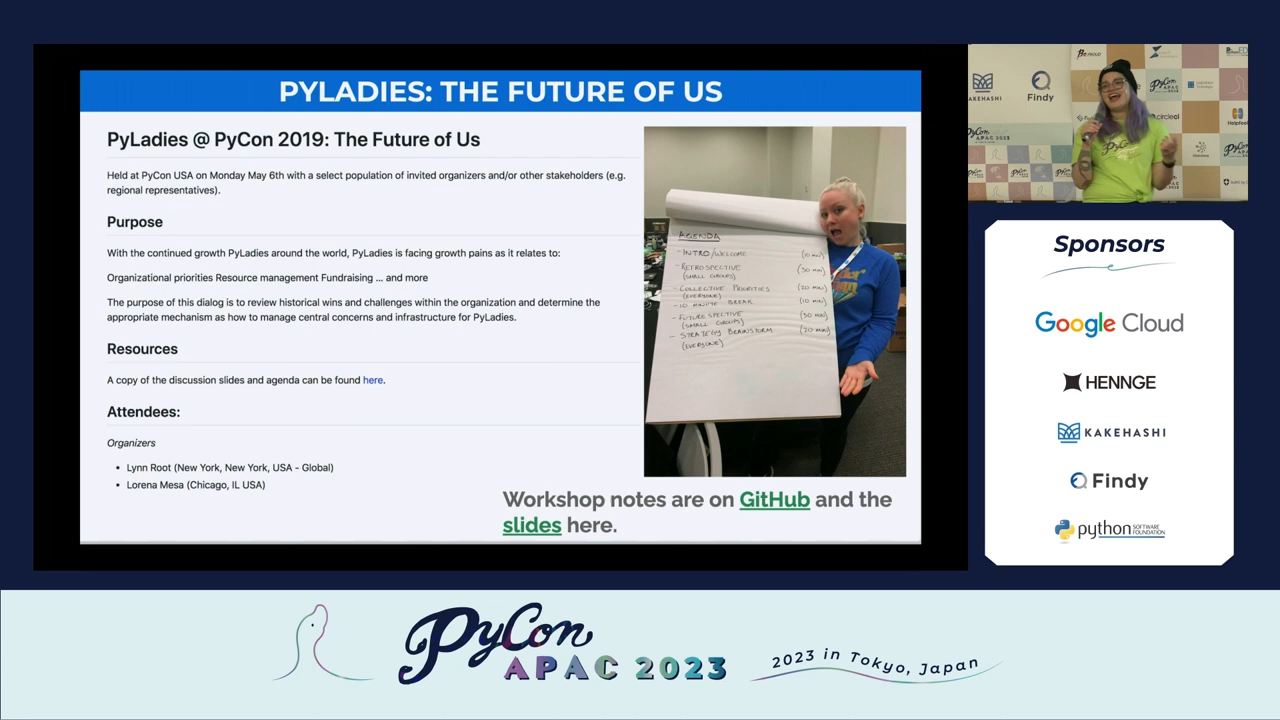 PYLADIES: THE FUTURE OF US
PyLadies @ PyCon 2019: The Future of Us
Held at PyCon USA on Monday May 6th with a select population of invited organizers and/or other stakeholders (e.g.
regional representatives).
Purpose
With the continued growth PyLadies around the world, PyLadies is facing growth pains as it relates to:
Organizational priorities Resource management Fundraising ... and more
The purpose of this dialog is to review historical wins and challenges within the organization and determine the
appropriate mechanism as how to manage central concerns and infrastructure for PyLadies.
Resources
A copy of the discussion slides and agenda can be found here.
Attendees:
Organizers
• Lynn Root (New York, New York, USA - Global)
• Lorena Mesa (Chicago, IL USA)
AGENDA
- INTRO/WELCOME (10 MIN)
- RETROSPECTIVE (30 MIN)
(SMALL GROUPS)
- COLLECTIVE PRIORITIES (20 MIN)
(EVERYONE)
- 10 MINUTE BREAK (10 MIN)
- FUTURESPECTIVE (30 MIN)
(SMALL GROUPS)
- STRATEGY BRAINSTORM (20 MIN)
(EVERYONE)
Workshop notes are on GitHub and the
slides here.
KAKEHASHI
Findy
PyCon
APAC 2023
Sponsors
Google Cloud
HENNGE
KAKEHASHI
Findy
python SOFTWARE
FOUNDATION
PyCon
APAC 2023
2023 in Tokyo, Japan